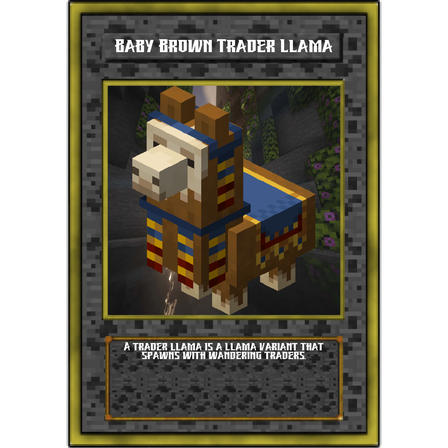 BABY BROWN TRADER LLAMA
A TRADER LLAMA IS A LLAMA VARIANT THAT
SPAWNS WITH WANDERING TRADERS.